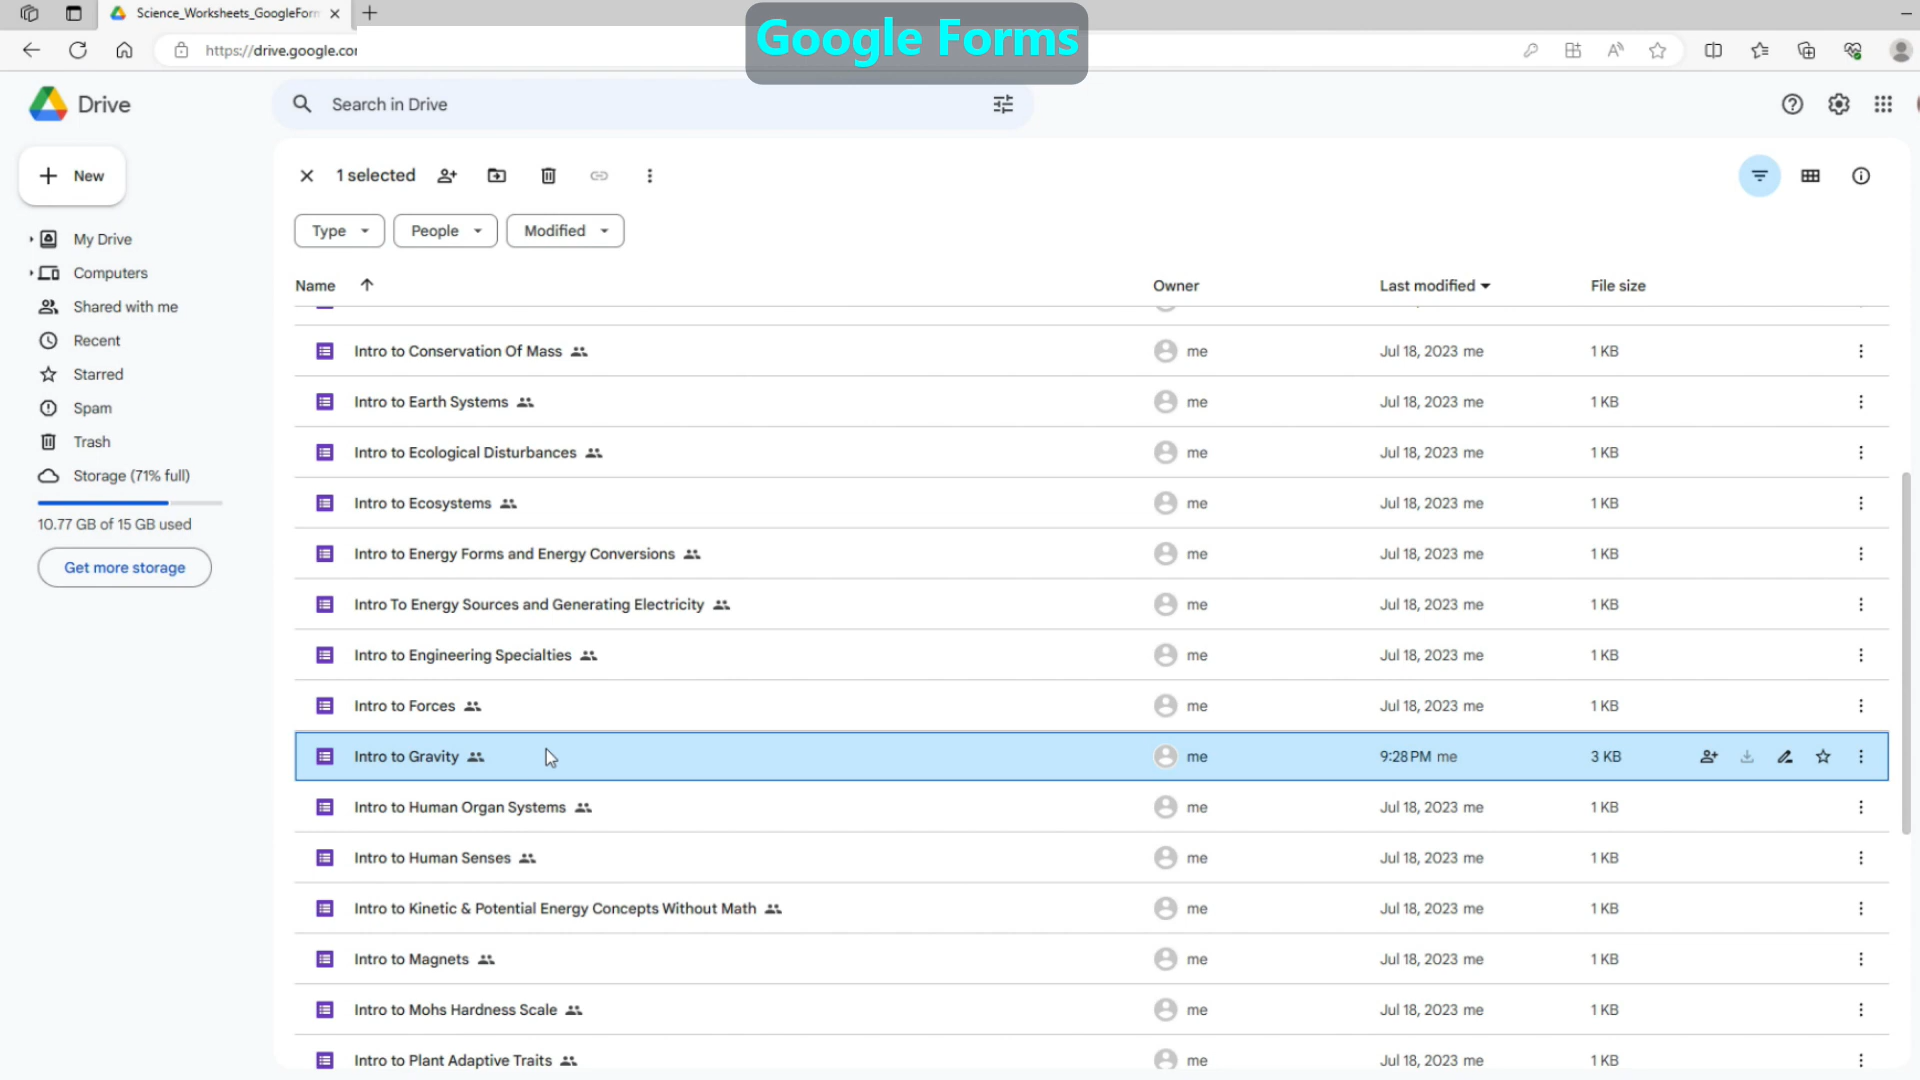 Science_Worksheets_GoogleForm
Google Forms
https://drive.google.co
Drive
Search in Drive
New
1 selected
Type
People
Modified
My Drive
Computers
Shared with me
Recent
Starred
Spam
Trash
Storage (71% full)
10.77 GB of 15 GB used
Get more storage
Name Owner Last modified File size
Intro to Conservation Of Mass me Jul 18, 2023 me 1 KB
Intro to Earth Systems me Jul 18, 2023 me 1 KB
Intro to Ecological Disturbances me Jul 18, 2023 me 1 KB
Intro to Ecosystems me Jul 18, 2023 me 1 KB
Intro to Energy Forms and Energy Conversions me Jul 18, 2023 me 1 KB
Intro To Energy Sources and Generating Electricity me Jul 18, 2023 me 1 KB
Intro to Engineering Specialties me Jul 18, 2023 me 1 KB
Intro to Forces me Jul 18, 2023 me 1 KB
Intro to Gravity me 9:28 PM me 3 KB
Intro to Human Organ Systems me Jul 18, 2023 me 1 KB
Intro to Human Senses me Jul 18, 2023 me 1 KB
Intro to Kinetic & Potential Energy Concepts Without Math me Jul 18, 2023 me 1 KB
Intro to Magnets me Jul 18, 2023 me 1 KB
Intro to Mohs Hardness Scale me Jul 18, 2023 me 1 KB
Intro to Plant Adaptive Traits me Jul 18, 2023 me 1 KB